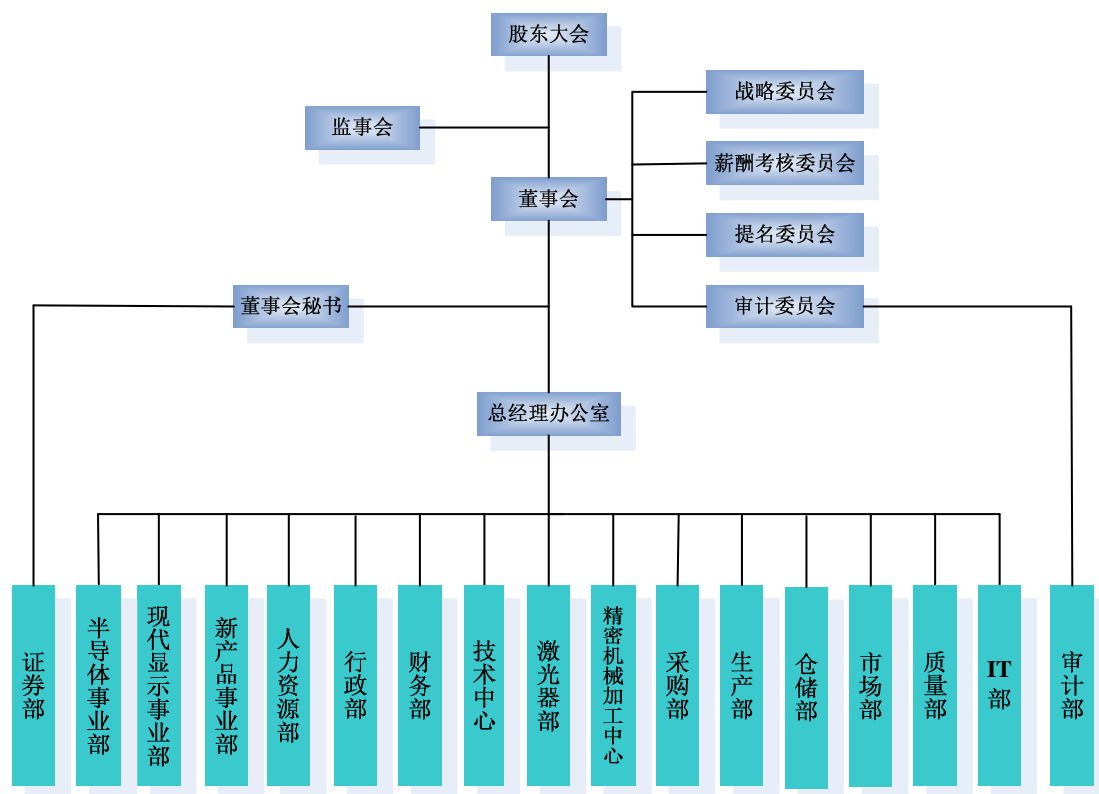 股东大会
战略委员会
监事会
薪酬考核委员会
董事会
提名委员会
董事会秘书
审计委员会
总经理办公室
证券部
半导体事业部
现代显示事业部
新产品事业部
人力资源部
行政部
财务部
技术中心
激光器部
精密机械加工中心
采购部
生产部
仓储部
市场部
质量部
IT部
审计部